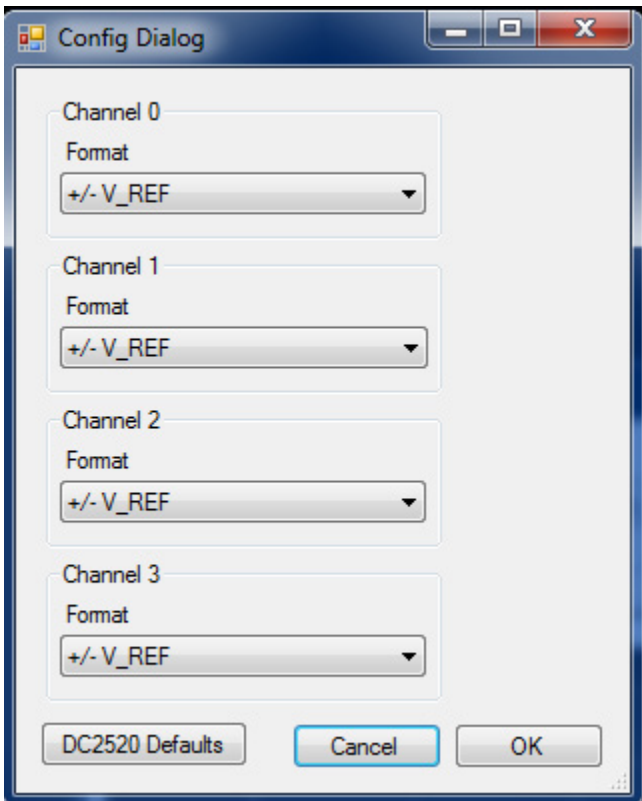 Config Dialog
Channel 0
Format
+/- V_REF
Channel 1
Format
+/- V_REF
Channel 2
Format
+/- V_REF
Channel 3
Format
+/- V_REF
DC2520 Defaults Cancel OK